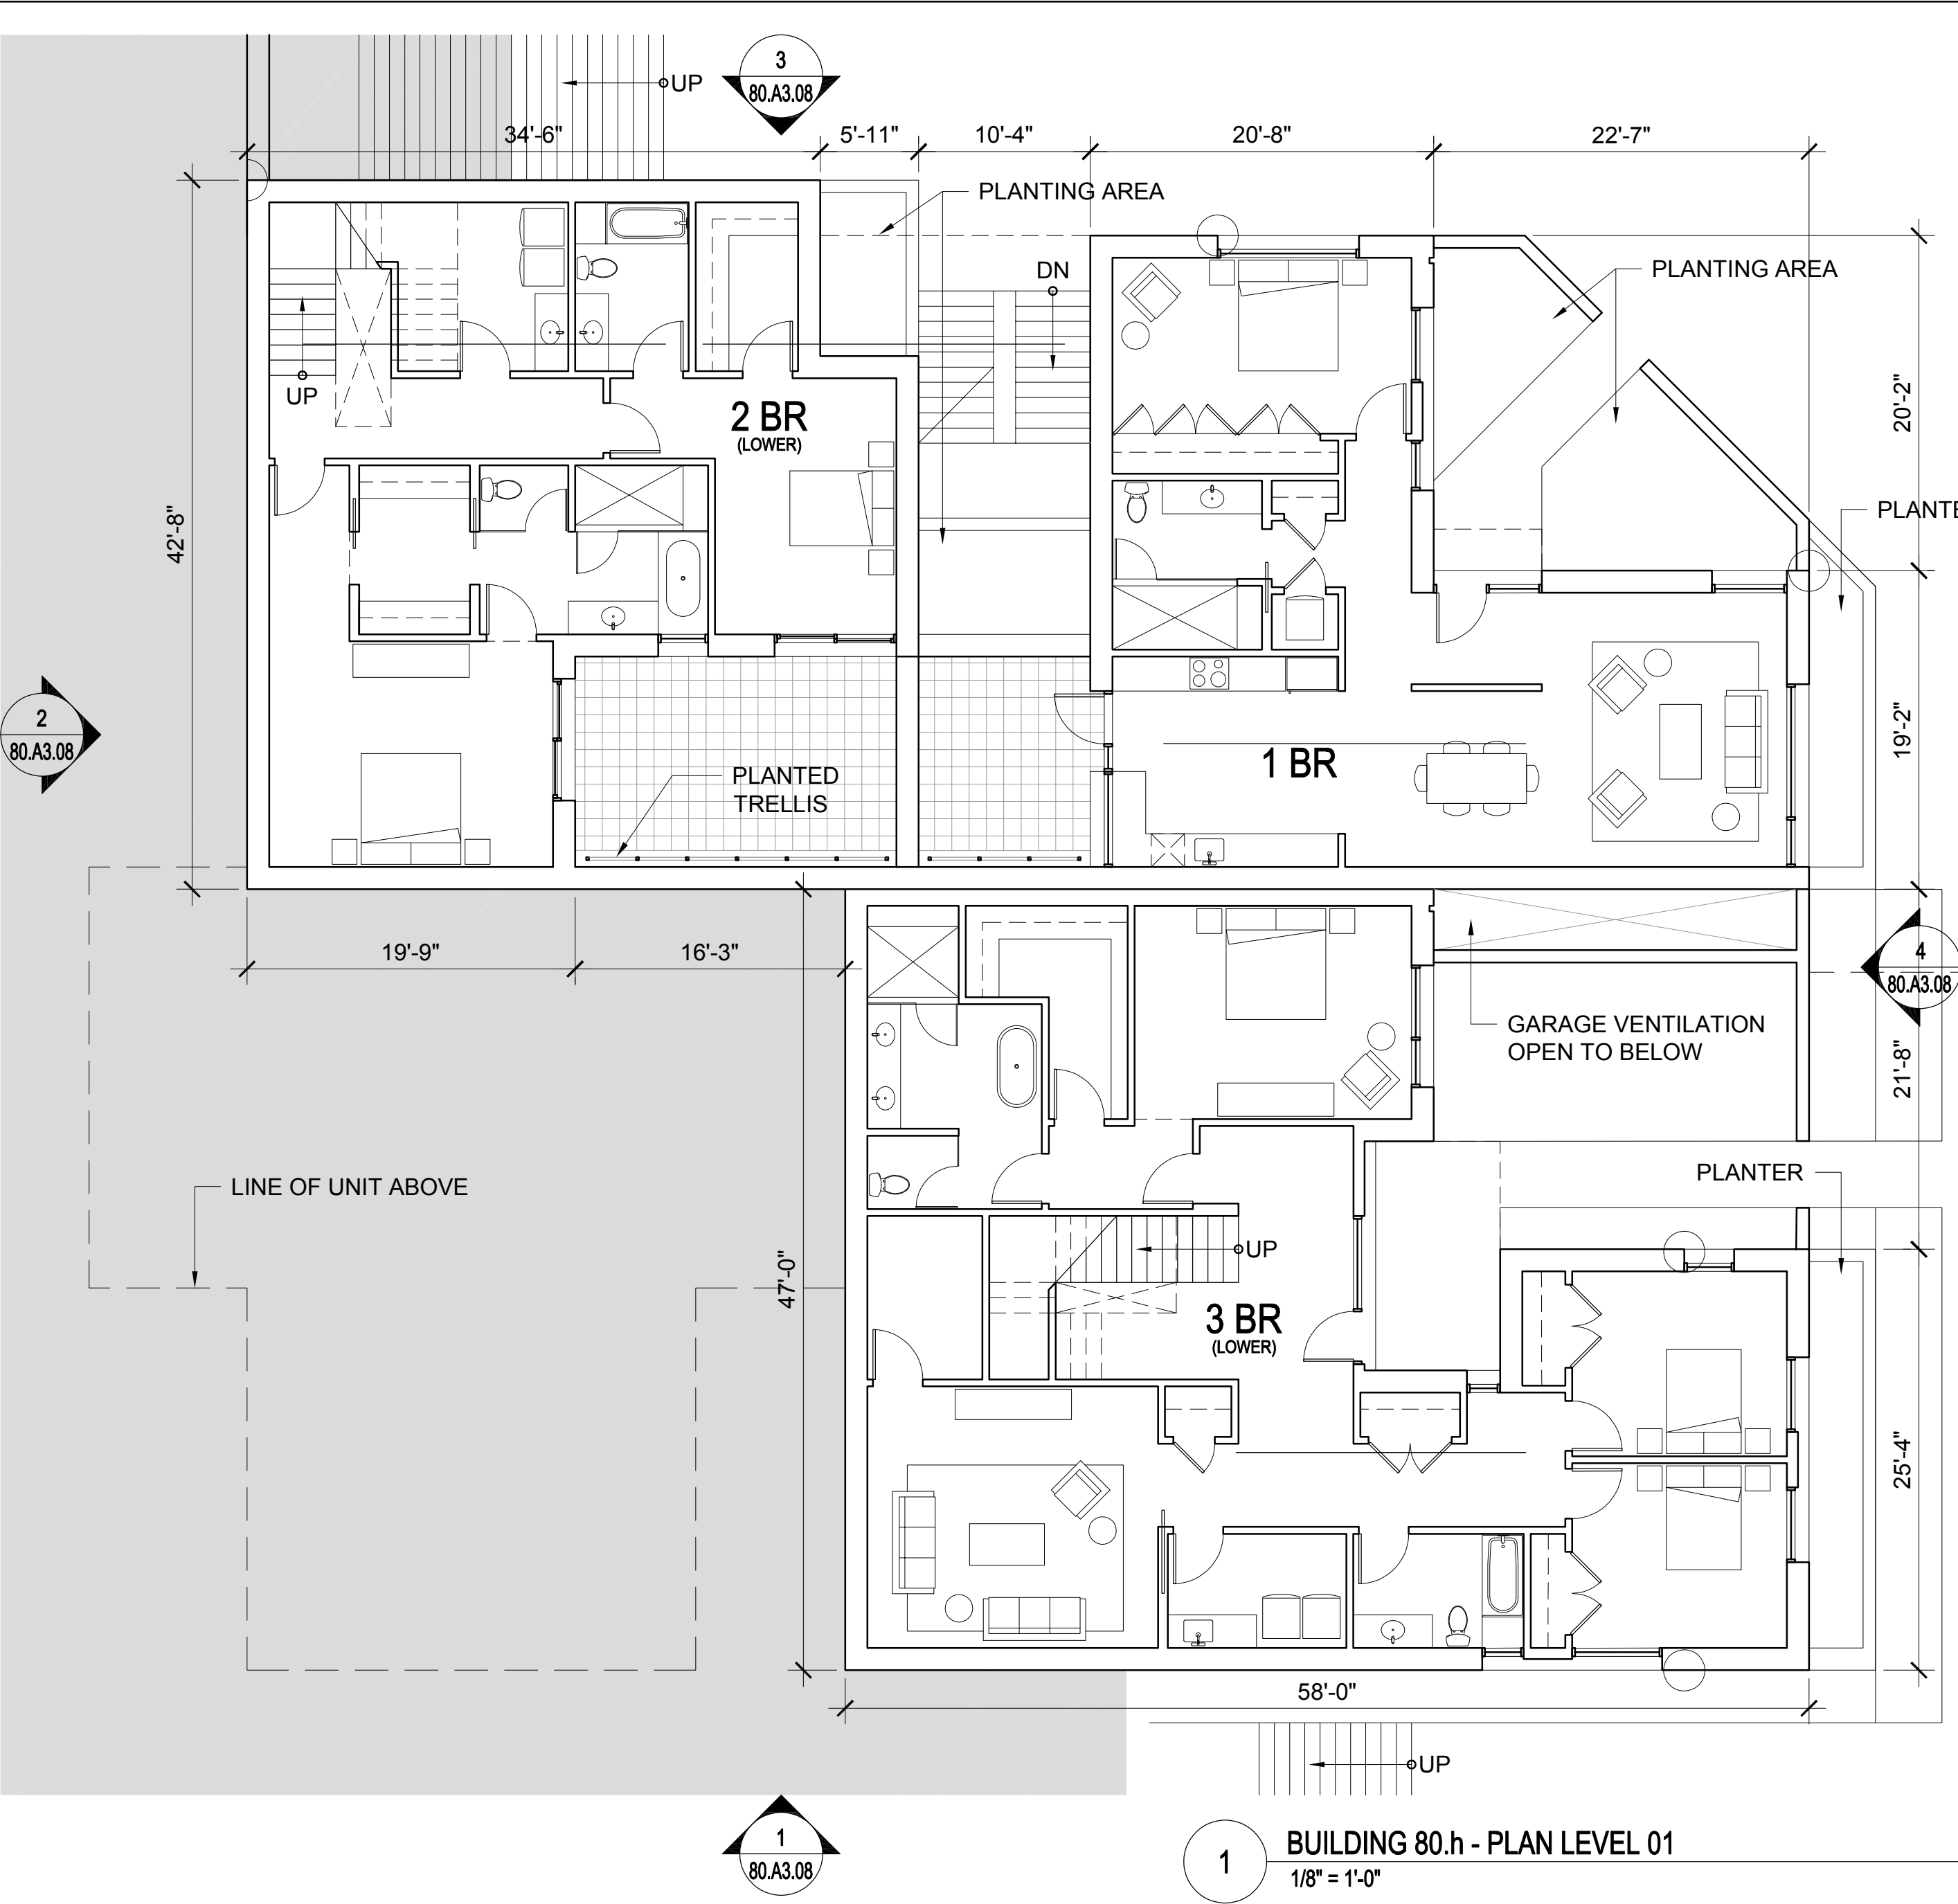 3
80.A3.08
UP
34'-6"
5'-11"
10'-4"
20'-8"
22'-7"
PLANTING AREA
DN
PLANTING AREA
UP
2 BR
(LOWER)
20'-2"
42'-8"
PLANTE
2
80.A3.08
PLANTED
TRELLIS
1 BR
19'-2"
19'-9"
16'-3"
4
80.A3.08
GARAGE VENTILATION
OPEN TO BELOW
21'-8"
LINE OF UNIT ABOVE
PLANTER
UP
47'-0"
3 BR
(LOWER)
25'-4"
58'-0"
UP
1
80.A3.08
1
BUILDING 80.h - PLAN LEVEL 01
1/8" = 1'-0"